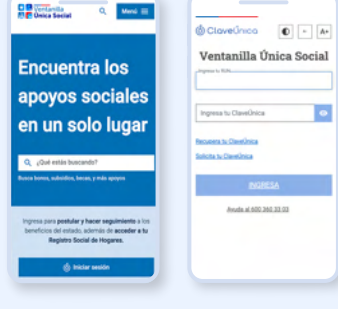 Ventanilla
Única Social
Menú
Encuentra los
apoyos sociales
en un solo lugar
¿Qué estás buscando?
Busca bonos, subsidios, becas, y más apoyos
Ingresa para postular y hacer seguimiento a los
beneficios del estado, además de acceder a tu
Registro Social de Hogares.
Iniciar sesión
ClaveÚnica
A+
Ventanilla Única Social
Ingresa tu RUN
Ingresa tu ClaveÚnica
Recupera tu ClaveÚnica
Solicita tu ClaveÚnica
INGRESA
Ayuda al 600 360 33 03